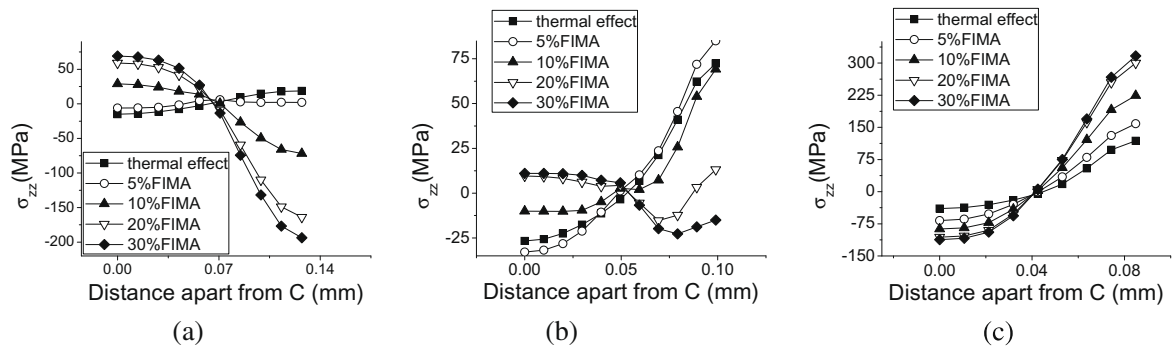 thermal effect
5%FIMA
10%FIMA
20%FIMA
30%FIMA
50
0
-50
-100
-150
-200
σzz(MPa)
0.00 0.07 0.14
Distance apart from C (mm)
(a)
thermal effect
5%FIMA
10%FIMA
20%FIMA
30%FIMA
75
50
25
0
-25
σzz(MPa)
0.00 0.05 0.10
Distance apart from C (mm)
(b)
thermal effect
5%FIMA
10%FIMA
20%FIMA
30%FIMA
300
225
150
75
0
-75
-150
σzz(MPa)
0.00 0.04 0.08
Distance apart from C (mm)
(c)